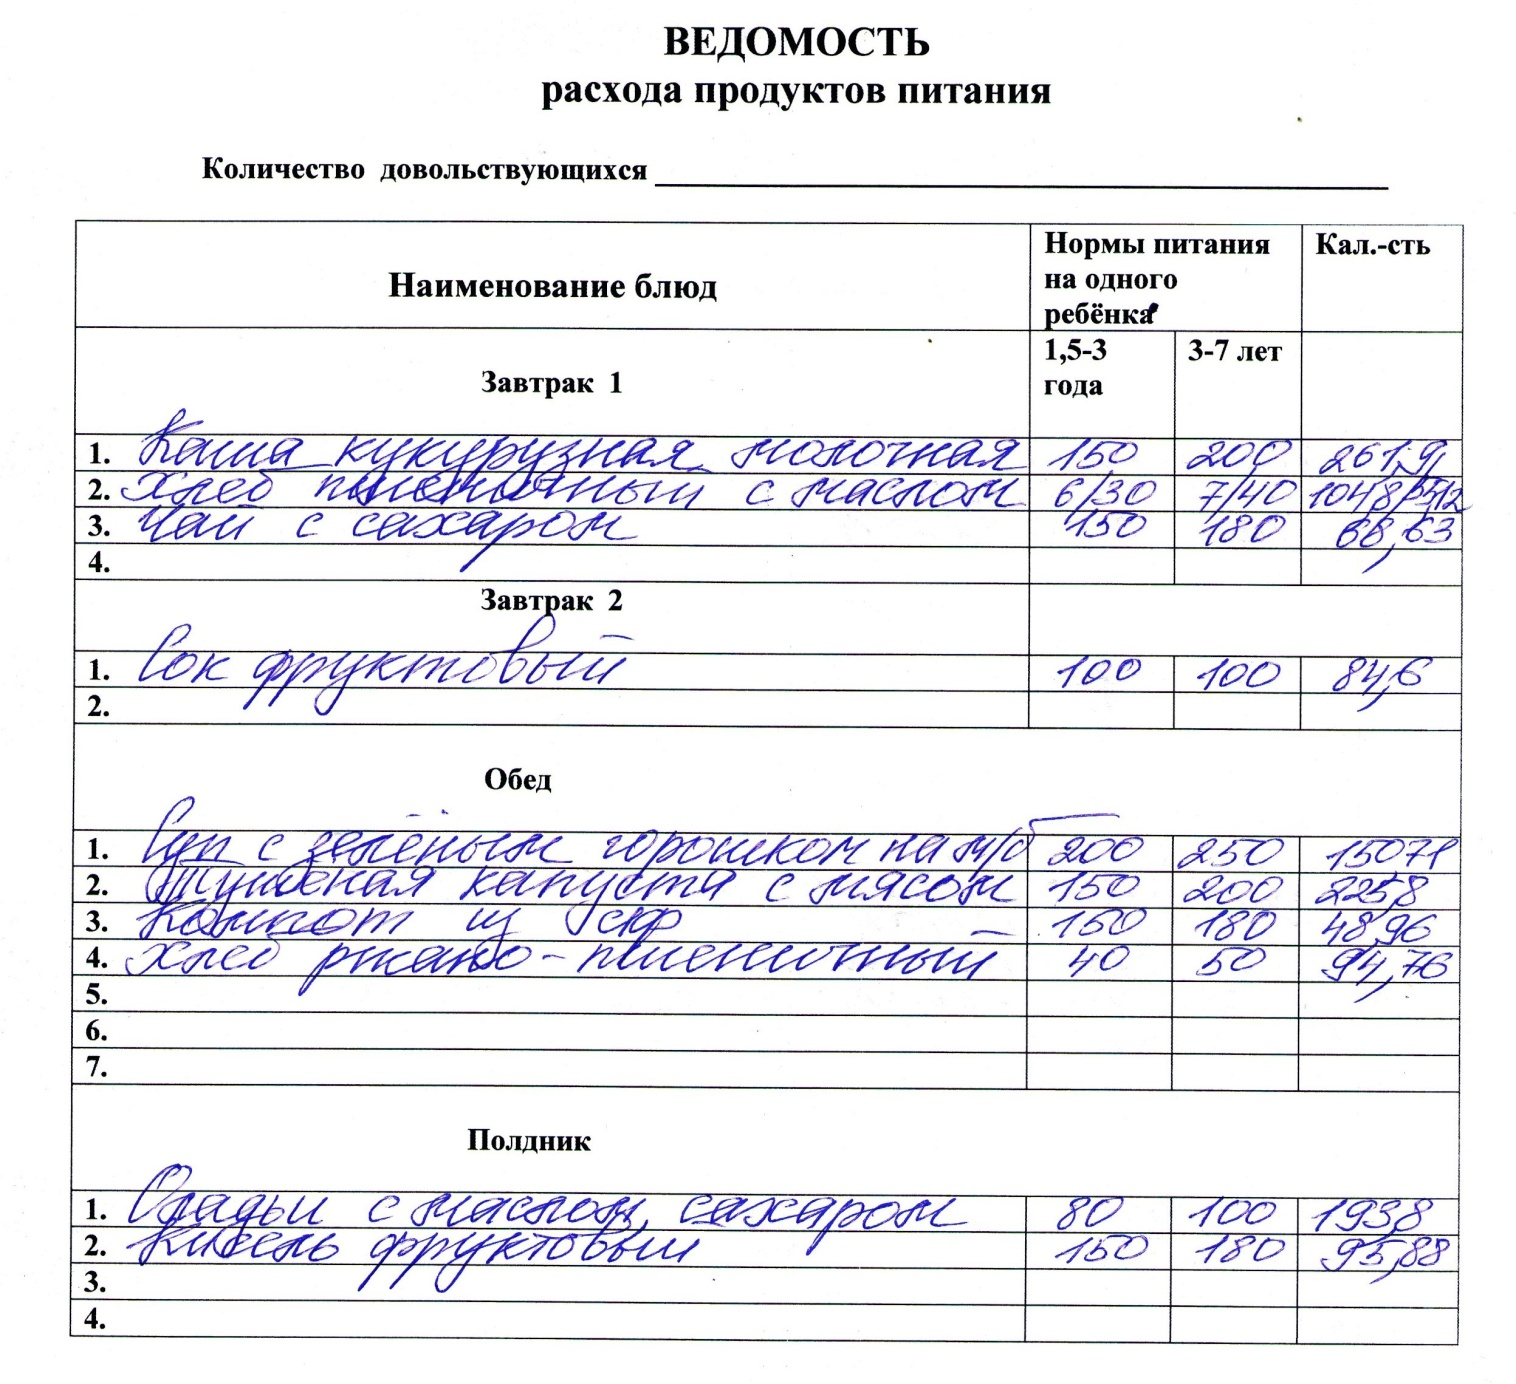 ВЕДОМОСТЬ
расхода продуктов питания
Количество довольствующихся
Наименование блюд Нормы питания на одного ребёнка Кал.-сть
Завтрак 1 1,5-3 года 3-7 лет
1. Каша кукурузная молочная 150 200 261,9
2. Хлеб пшеничный с маслом 6/30 7/40
3. Чай с сахаром 150 180 68,63
4.
Завтрак 2
1. Сок фруктовый 100 100 84,6
2.
Обед
1. Суп с зелёным горошком на м/б 200 250 150,71
2. Тушеная капуста с мясом 150 200 225,8
3. Компот из скф 150 180 48,96
4. Хлеб ржано-пшеничный 40 50 94,76
5.
6.
7.
Полдник
1. Оладьи с маслом, сахаром 80 100 193,8
2. Кисель фруктовый 150 180 95,88
3.
4.